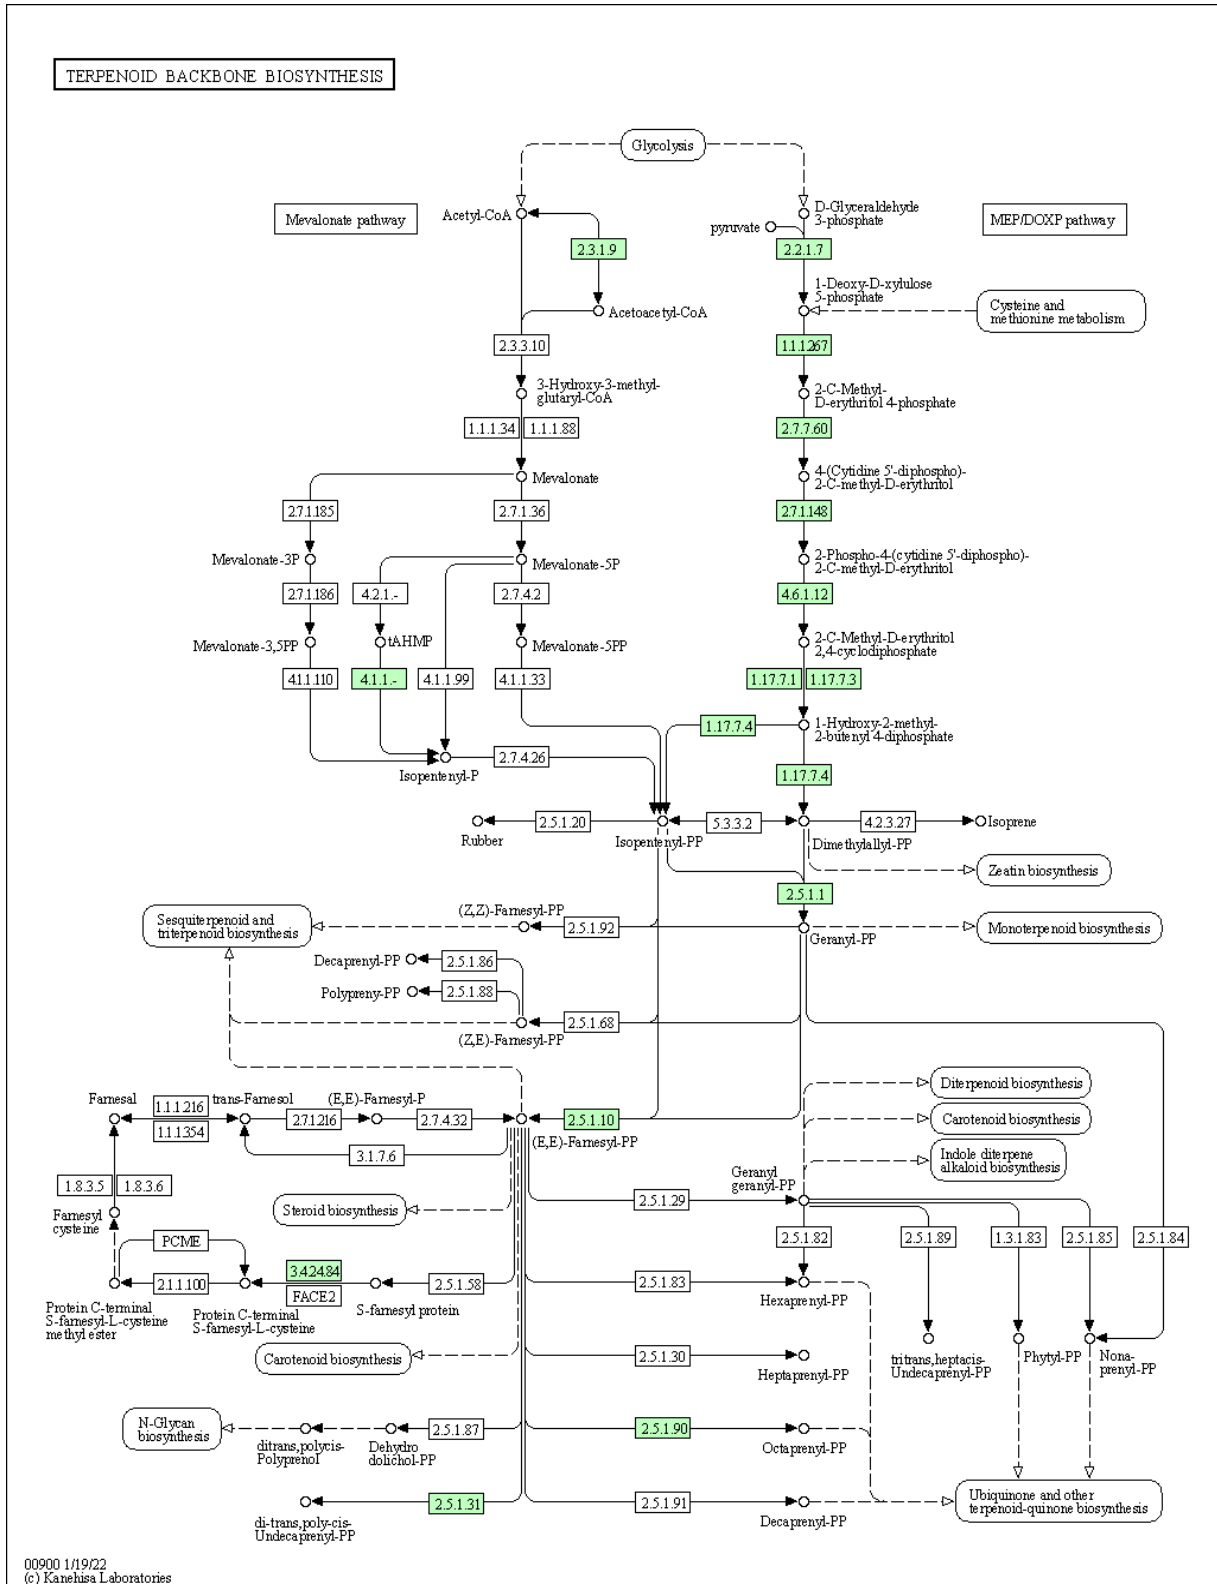 TERPENOID BACKBONE BIOSYNTHESIS
Glycolysis
Mevalonate pathway
Acetyl-CoA
D-Glyceraldehyde
3-phosphate
MEP/DOXP pathway
pyruvate
2.3.1.9
2.2.1.7
1-Deoxy-D-xylulose
5-phosphate
Acetoacetyl-CoA
Cysteine and
methionine metabolism
2.3.3.10
1.1.1.267
3-Hydroxy-3-methyl-
glutaryl-CoA
2-C-Methyl-
D-erythritol 4-phosphate
1.1.1.34
1.1.1.88
2.7.7.60
Mevalonate
4-(Cytidine 5'-diphospho)-
2-C-methyl-D-erythritol
2.7.1.185
2.7.1.36
2.7.1.148
Mevalonate-3P
Mevalonate-5P
2-Phospho-4-(cytidine 5'-diphospho)-
2-C-methyl-D-erythritol
2.7.1.186
4.2.1.-
2.7.4.2
4.6.1.12
Mevalonate-3,5PP
tAHMP
Mevalonate-5PP
2-C-Methyl-D-erythritol
2,4-cyclodiphosphate
4.1.1.110
4.1.1.-
4.1.1.99
4.1.1.33
1.17.7.1
1.17.7.3
1.17.7.4
1-Hydroxy-2-methyl-
2-butenyl 4-diphosphate
Isopentenyl-P
2.7.4.26
1.17.7.4
Rubber
2.5.1.20
Isopentenyl-PP
5.3.3.2
Dimethylallyl-PP
4.2.3.27
Isoprene
Zeatin biosynthesis
2.5.1.1
Sesquiterpenoid and
triterpenoid biosynthesis
(Z,Z)-Farnesyl-PP
2.5.1.92
Geranyl-PP
Monoterpenoid biosynthesis
Decaprenyl-PP
2.5.1.86
Polypreny-PP
2.5.1.88
2.5.1.68
(Z,E)-Farnesyl-PP
Diterpenoid biosynthesis
Farnesal
1.1.1.216
trans-Farnesol
(E,E)-Farnesyl-P
2.7.1.216
2.7.4.32
2.5.1.10
Carotenoid biosynthesis
1.1.1.354
(E,E)-Farnesyl-PP
3.1.7.6
Indole diterpene
alkaloid biosynthesis
1.8.3.5
1.8.3.6
Geranyl
geranyl-PP
2.5.1.29
Farnesyl
cysteine
Steroid biosynthesis
PCME
2.5.1.82
2.5.1.89
1.3.1.83
2.5.1.85
2.5.1.84
3.4.24.84
2.1.1.100
FACE2
2.5.1.58
2.5.1.83
Hexaprenyl-PP
Protein C-terminal
S-farnesyl-L-cysteine
methyl ester
Protein C-terminal
S-farnesyl-L-cysteine
S-farnesyl protein
Carotenoid biosynthesis
2.5.1.30
Heptaprenyl-PP
tritrans,heptacis-
Undecaprenyl-PP
Phytyl-PP
Nona-
prenyl-PP
N-Glycan
biosynthesis
ditrans,polycis-
Polyprenol
Dehydro
dolichol-PP
2.5.1.87
2.5.1.90
Octaprenyl-PP
di-trans,poly-cis-
Undecaprenyl-PP
2.5.1.31
2.5.1.91
Decaprenyl-PP
Ubiquinone and other
terpenoid-quinone biosynthesis
00900 1/19/22
(c) Kanehisa Laboratories